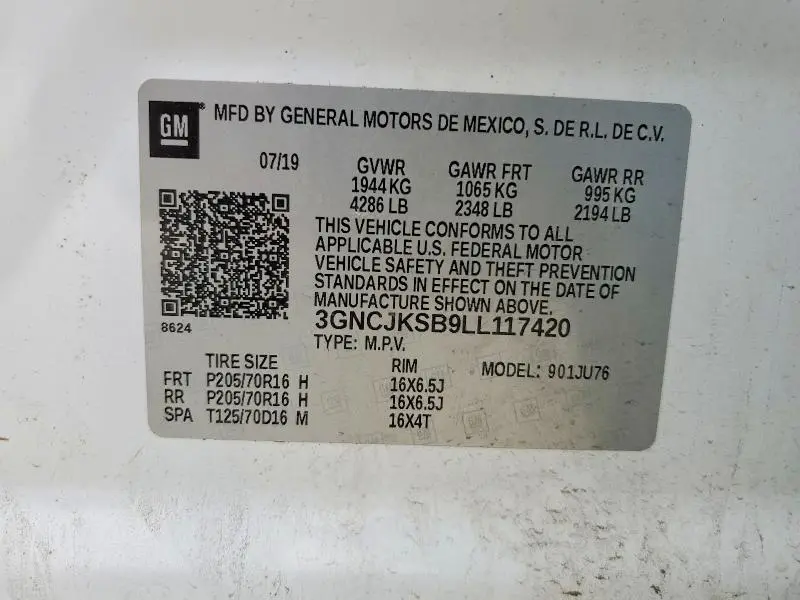 GM® MFD BY GENERAL MOTORS DE MEXICO, S. DE R.L. DE C.V.
07/19 GVWR GAWR FRT GAWR RR
1944 KG 1065 KG 995 KG
4286 LB 2348 LB 2194 LB
THIS VEHICLE CONFORMS TO ALL
APPLICABLE U.S. FEDERAL MOTOR
VEHICLE SAFETY AND THEFT PREVENTION
STANDARDS IN EFFECT ON THE DATE OF
MANUFACTURE SHOWN ABOVE.
8624
3GNCJKSB9LL117420
TYPE: M.P.V.
TIRE SIZE RIM MODEL: 901JU76
FRT P205/70R16 H 16X6.5J
RR P205/70R16 H 16X6.5J
SPA T125/70D16 M 16X4T
GM